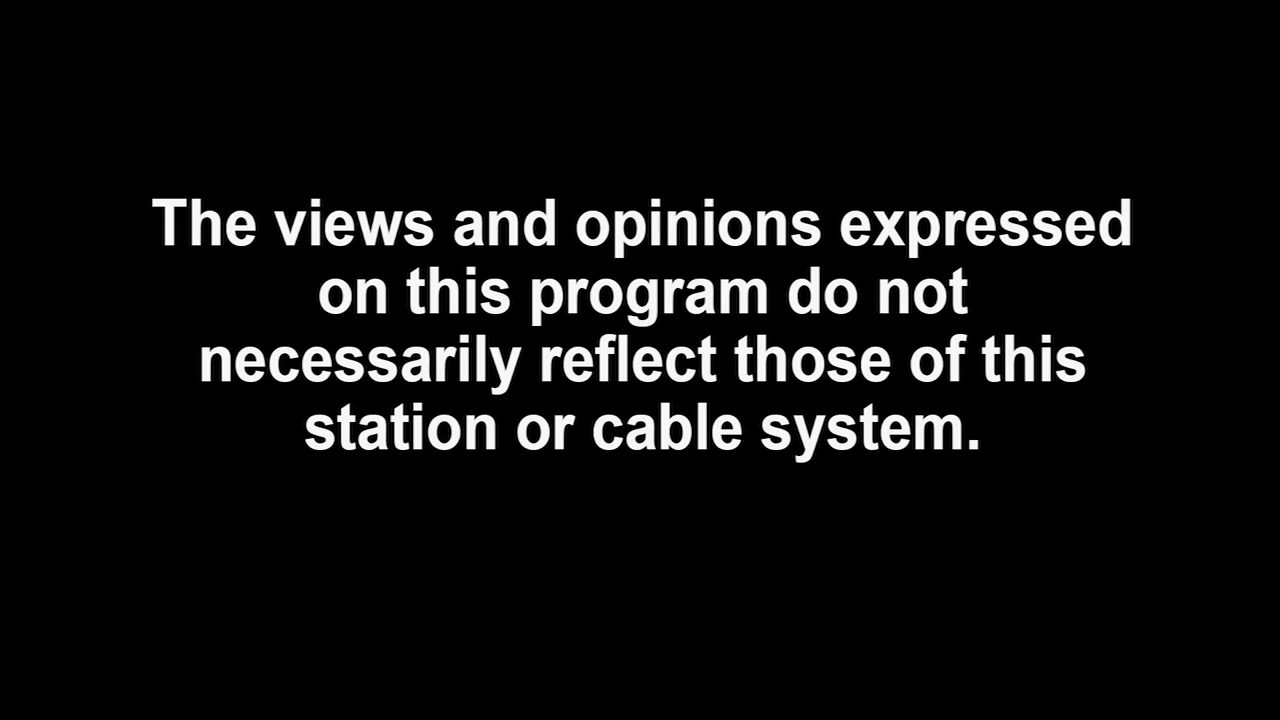 The views and opinions expressed
on this program do not
necessarily reflect those of this
station or cable system.